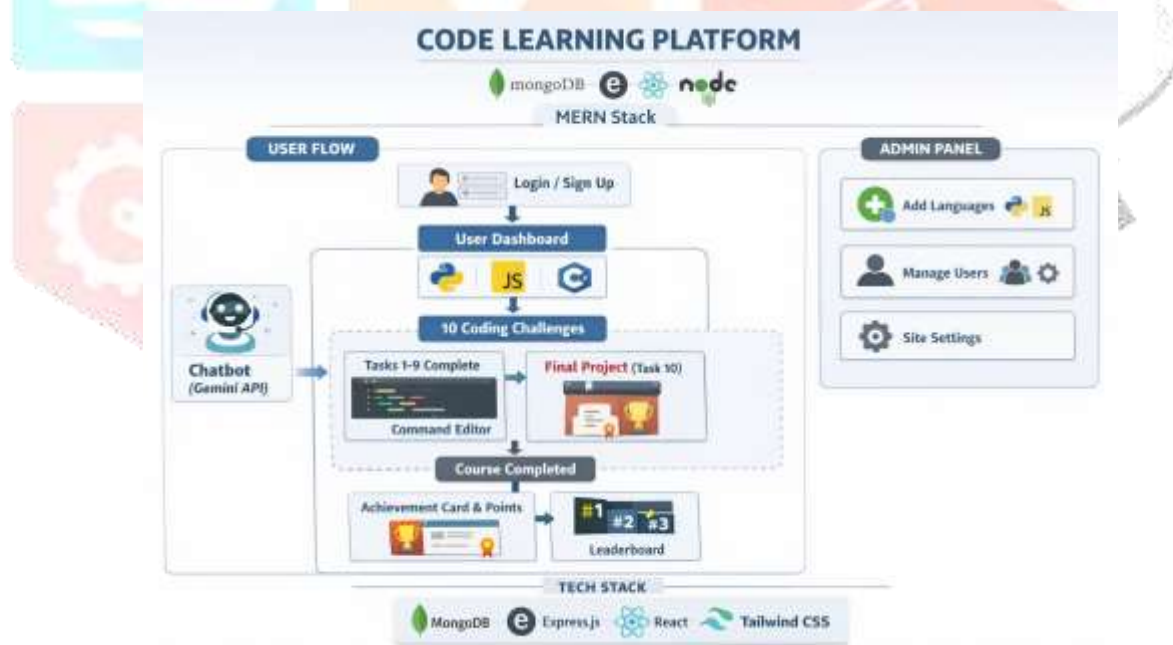 CODE LEARNING PLATFORM
mongoDB e node
MERN Stack
USER FLOW
Login / Sign Up
User Dashboard
JS C
10 Coding Challenges
Chatbot
(Gemini API)
Tasks 1-9 Complete
Command Editor
Final Project (Task 10)
Course Completed
Achievement Card & Points
#1 #2 #3
Leaderboard
ADMIN PANEL
Add Languages JS
Manage Users
Site Settings
TECH STACK
MongoDB e Express.js React Tailwind CSS